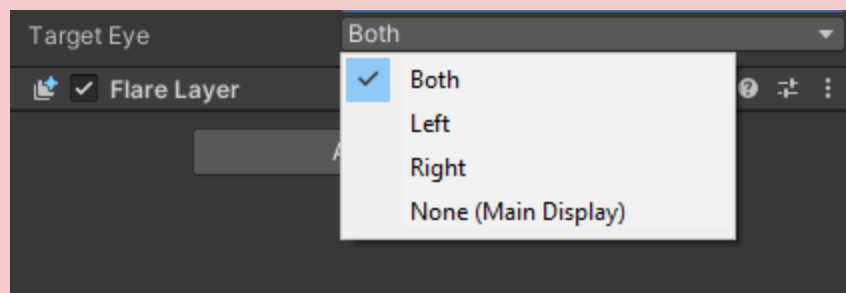 Target Eye Both
Both
Flare Layer
Left
Right
None (Main Display)